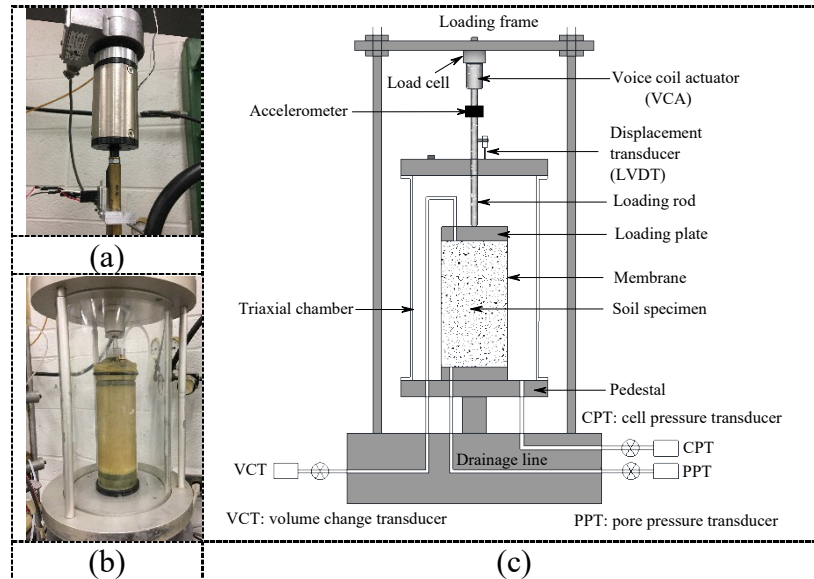 Loading frame
Load cell
Voice coil actuator
(VCA)
Accelerometer
Displacement
transducer
(LVDT)
Loading rod
Loading plate
Membrane
Triaxial chamber
Soil specimen
Pedestal
CPT: cell pressure transducer
CPT
VCT
Drainage line
PPT
VCT: volume change transducer
PPT: pore pressure transducer
(a)
(b)
(c)